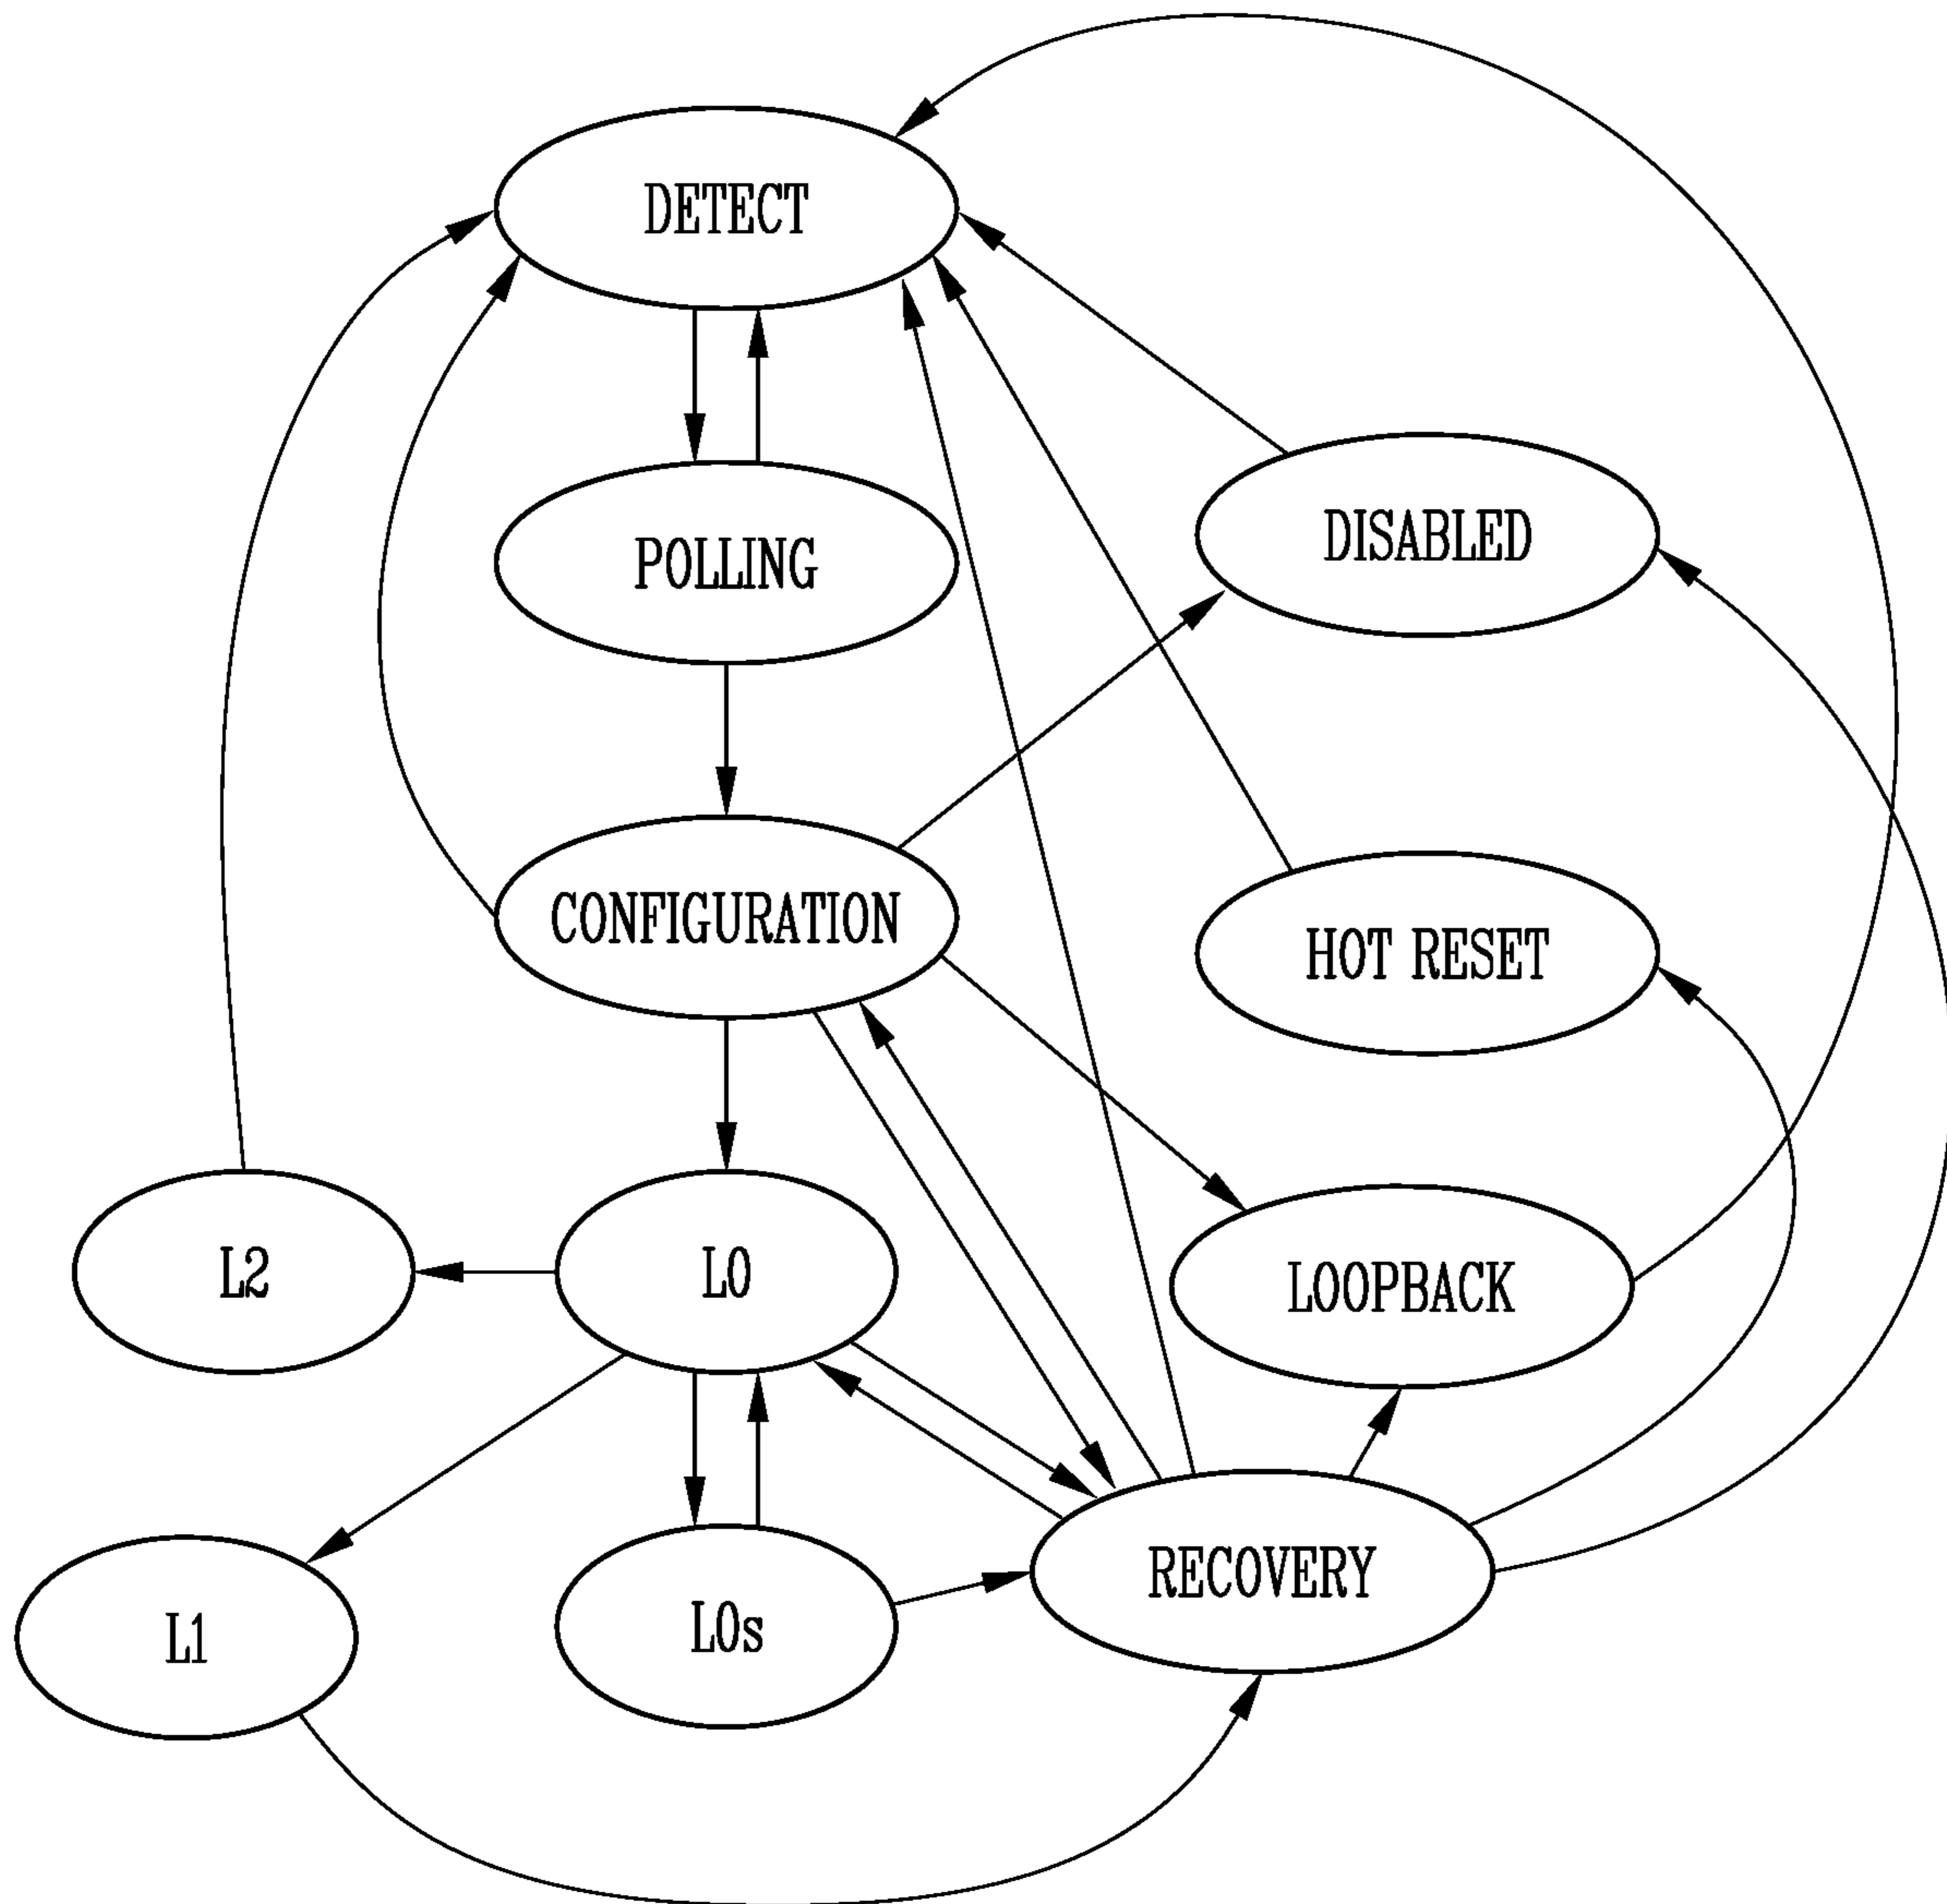 DETECT
POLLING
DISABLED
CONFIGURATION
HOT RESET
L2
L0
LOOPBACK
L1
L0s
RECOVERY